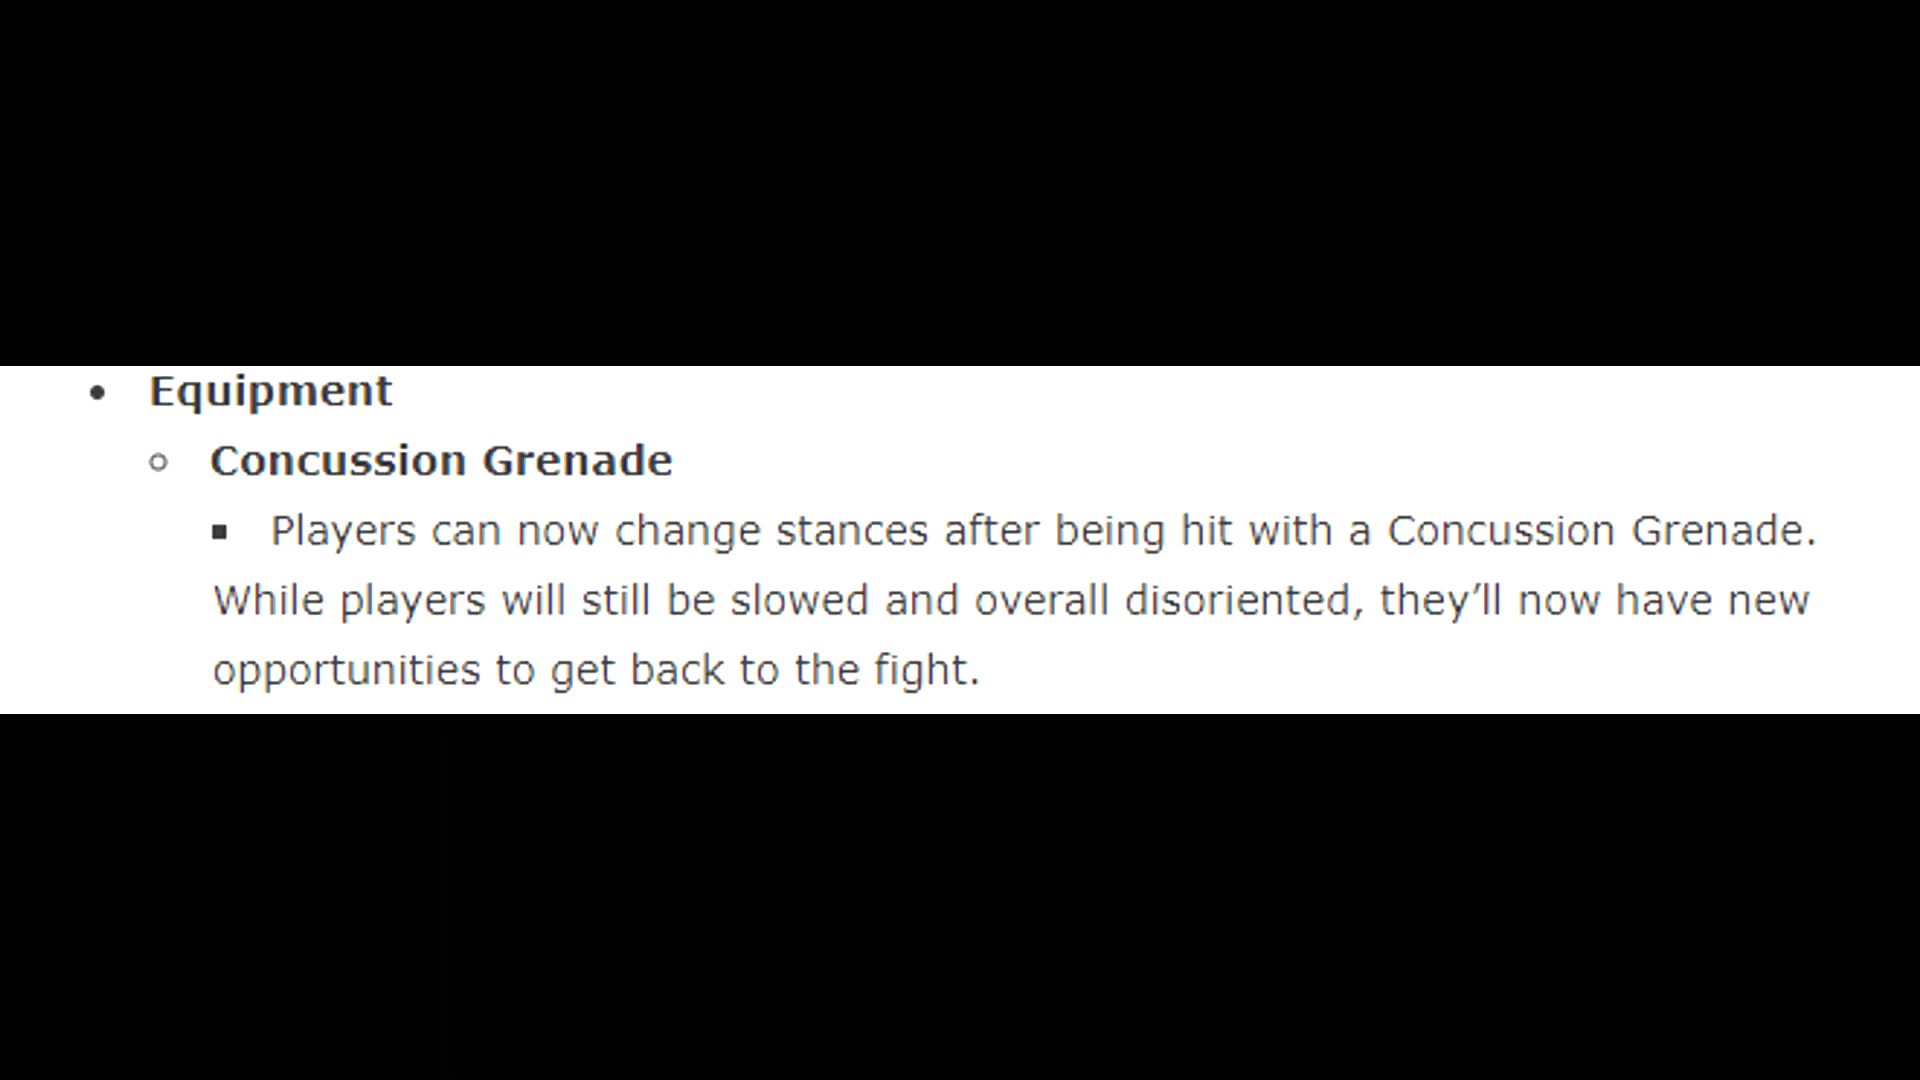 • Equipment
○ Concussion Grenade
▪ Players can now change stances after being hit with a Concussion Grenade.
While players will still be slowed and overall disoriented, they’ll now have new
opportunities to get back to the fight.